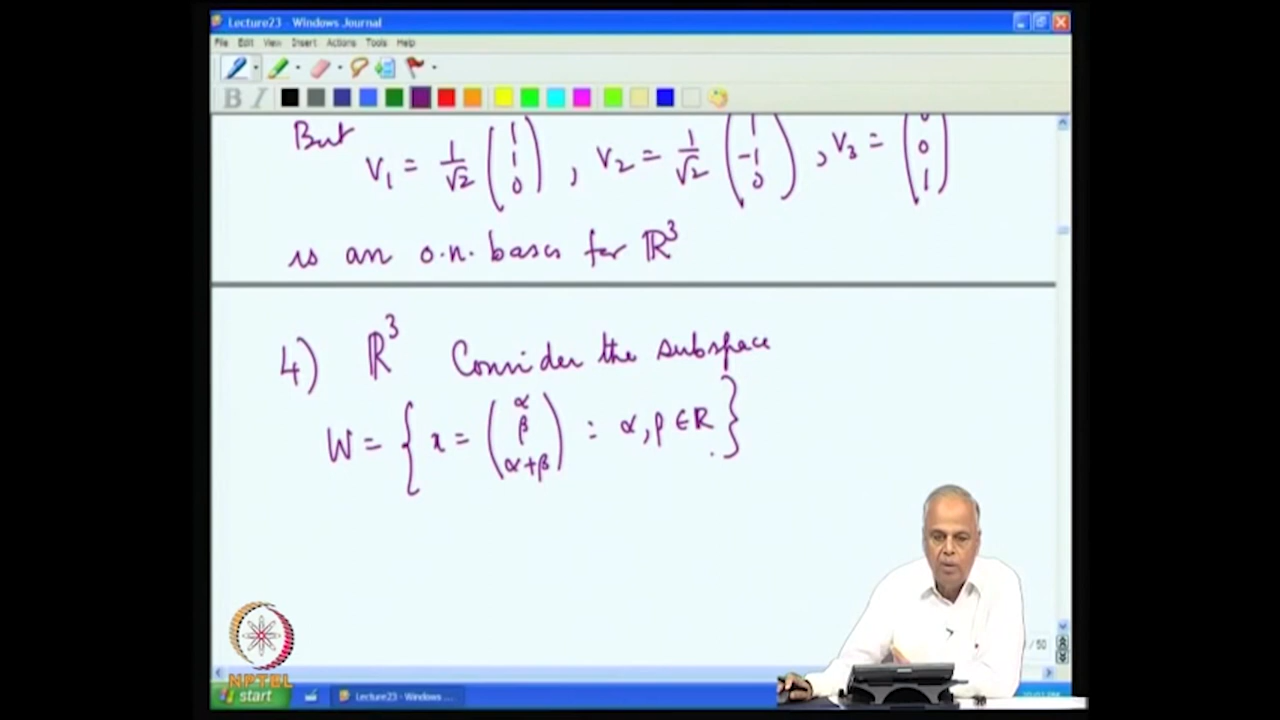 Lecture23 - Windows Journal
File Edit View Insert Actions Tools Help
B I
But v₁ = 1/√2 (1 1 0), v₂ = 1/√2 (1 -1 0), v₃ = (0 0 1)
is an o.n. bases for ℝ³
4) ℝ³ Consider the subspace
W = { x = (α β α+β) : α, β ∈ R }
/ 50
NPTEL
start Lecture23 - Windows ...